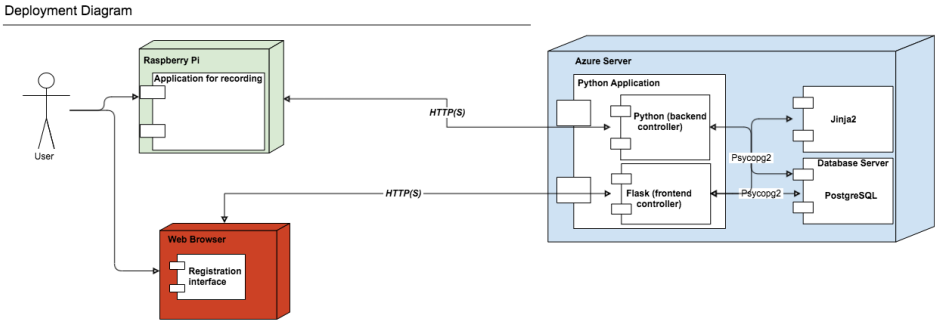 Deployment Diagram
Raspberry Pi
Application for recording
User
HTTP(S)
HTTP(S)
Web Browser
Registration
interface
Azure Server
Python Application
Python (backend
controller)
Flask (frontend
controller)
Psycopg2
Psycopg2
Jinja2
Database Server
PostgreSQL